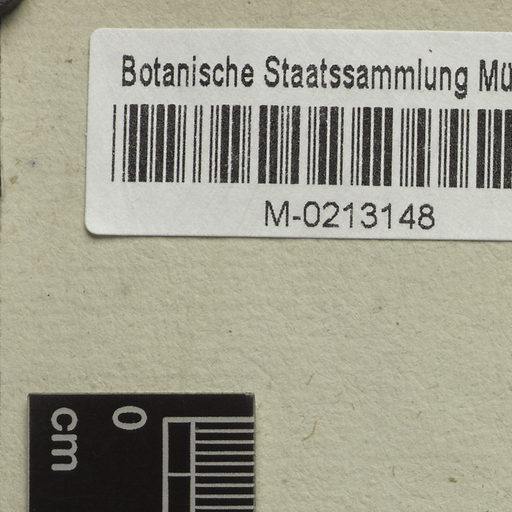 Botanische Staatssammlung Mü
M-0213148
0
cm